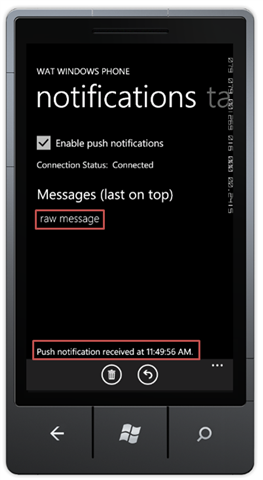 WAT WINDOWS PHONE
notifications ta
Enable push notifications
Connection Status: Connected
Messages (last on top)
raw message
Push notification received at 11:49:56 AM.
...